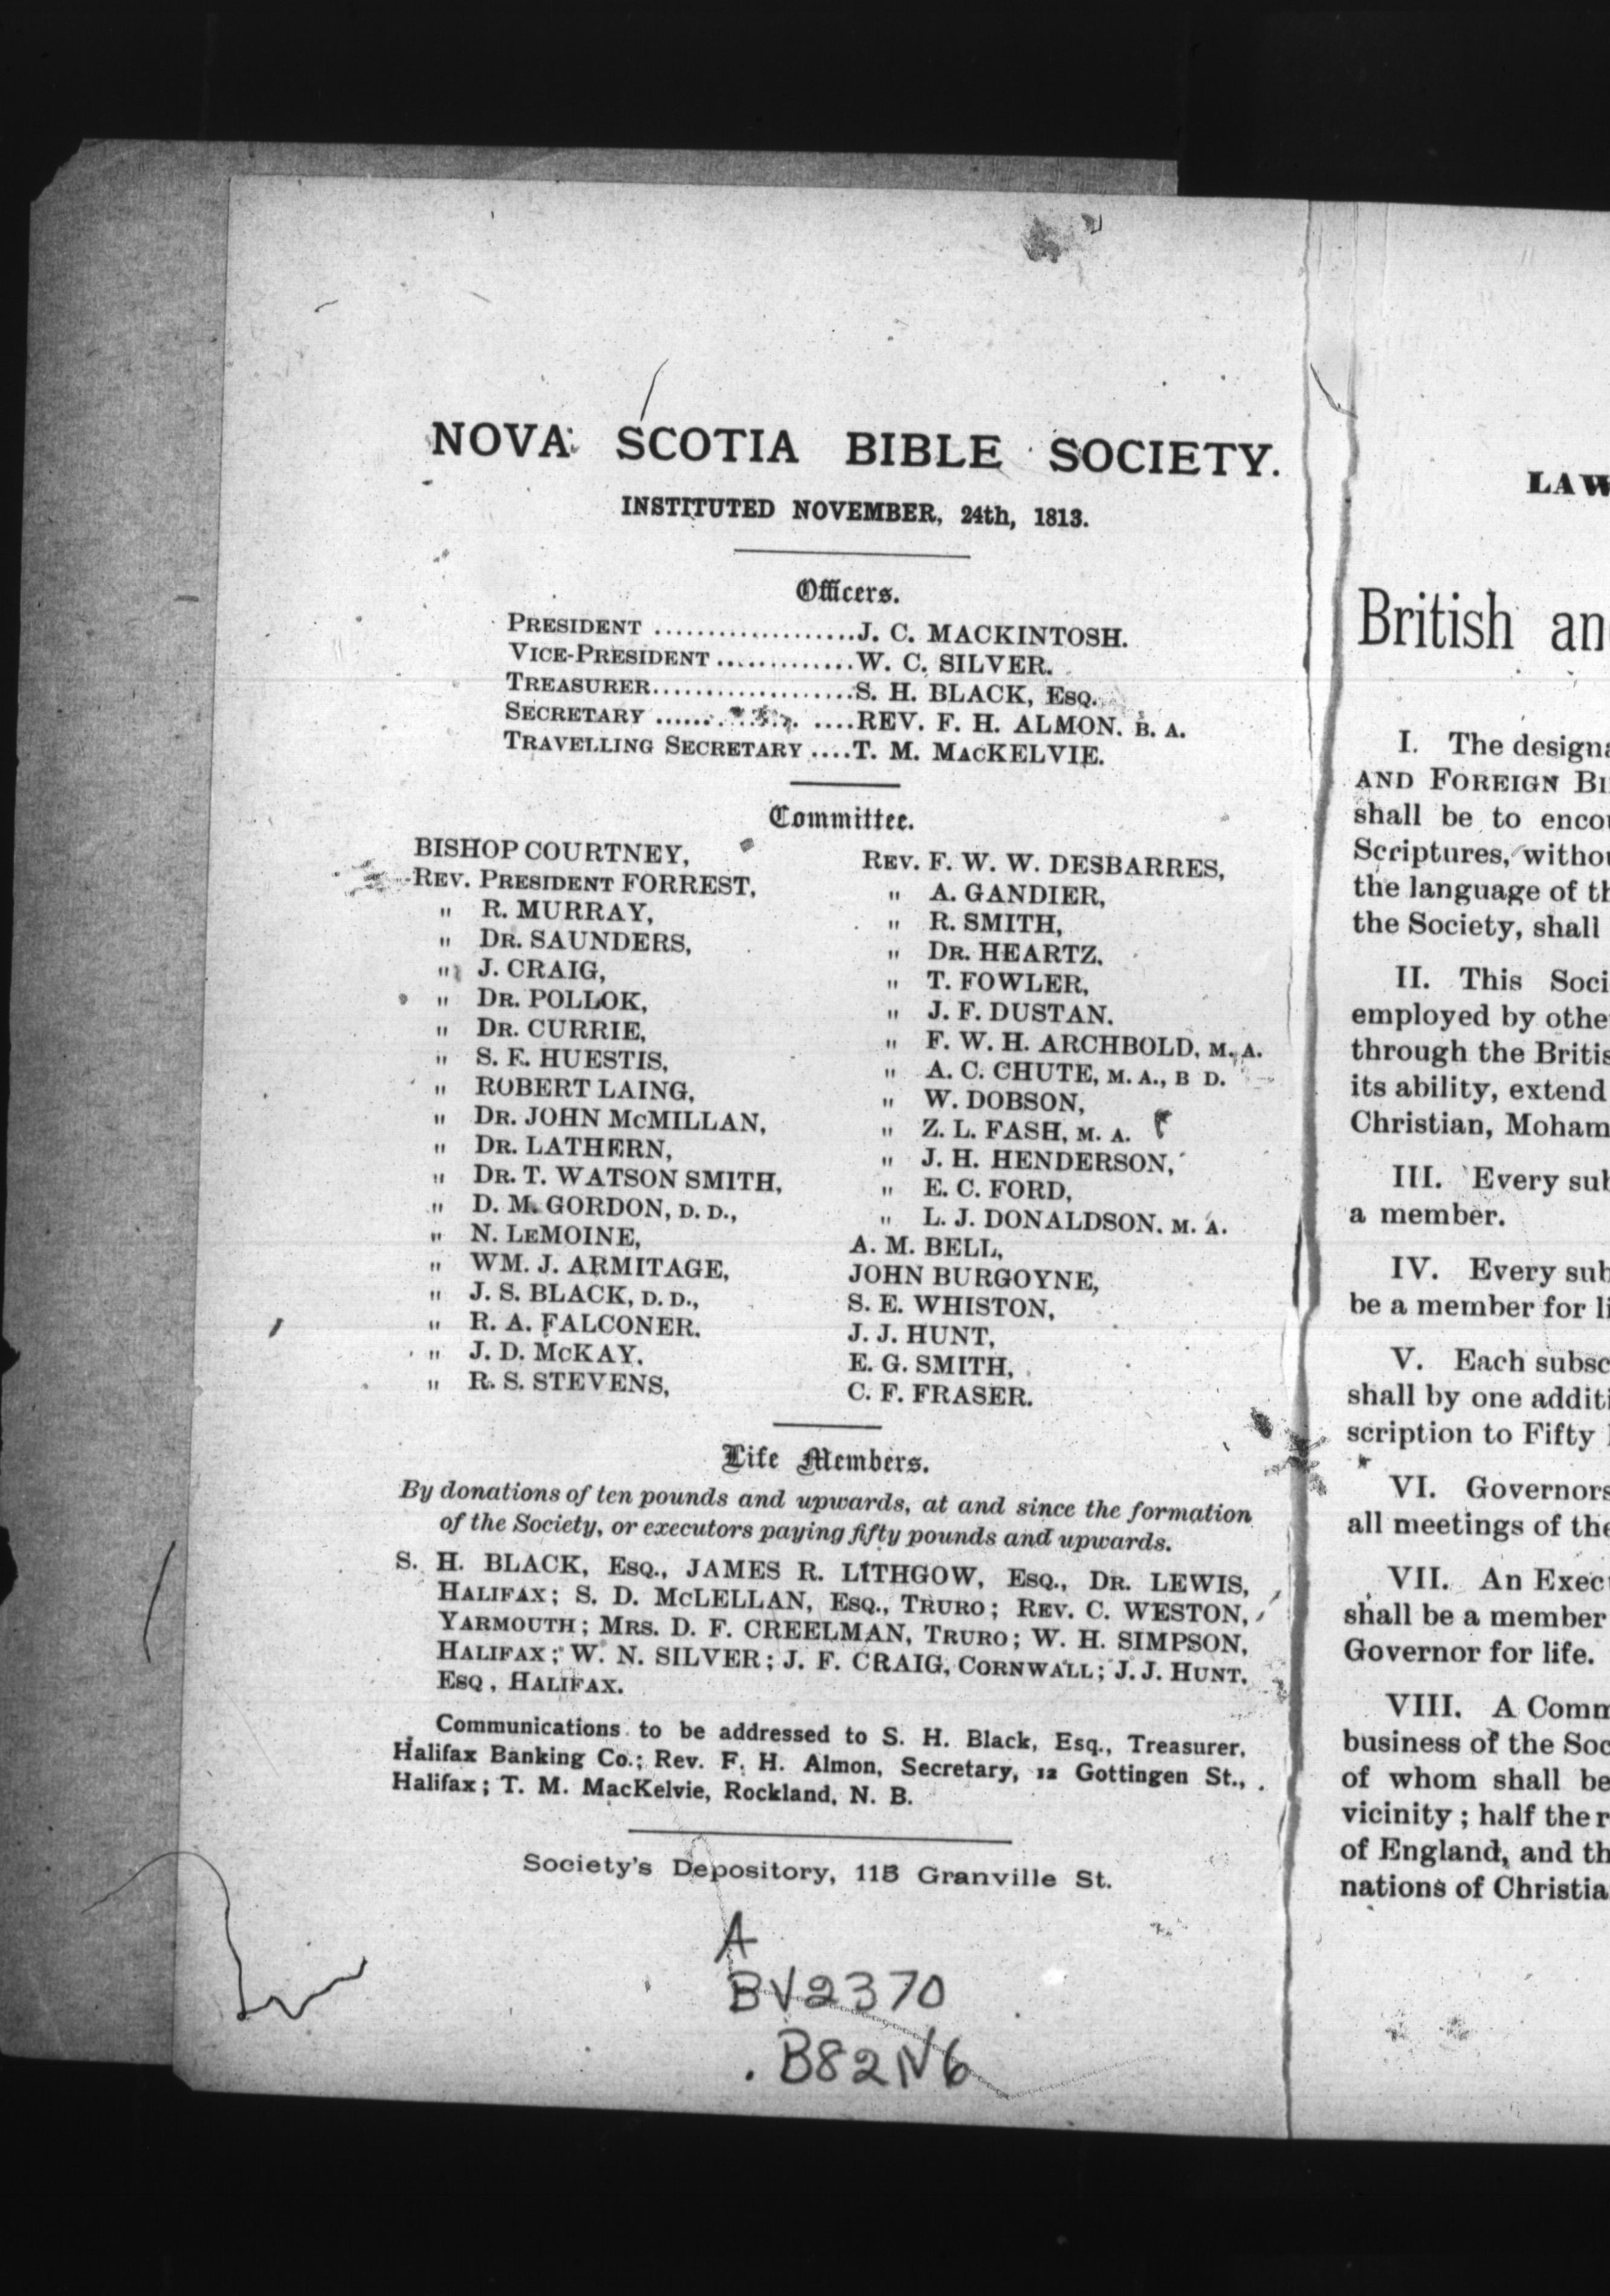 NOVA SCOTIA BIBLE SOCIETY.
INSTITUTED NOVEMBER, 24th, 1813.
Officers.
PRESIDENT ...................J. C. MACKINTOSH.
VICE-PRESIDENT .............W. C. SILVER.
TREASURER...................S. H. BLACK, ESQ.
SECRETARY ...... .... ....REV. F. H. ALMON. B. A.
TRAVELLING SECRETARY ....T. M. MACKELVIE.
Committee.
BISHOP COURTNEY,
REV. PRESIDENT FORREST,
" R. MURRAY,
" DR. SAUNDERS,
" J. CRAIG,
" DR. POLLOK,
" DR. CURRIE,
" S. F. HUESTIS,
" ROBERT LAING,
" DR. JOHN McMILLAN,
" DR. LATHERN,
" DR. T. WATSON SMITH,
" D. M. GORDON, D. D.,
" N. LEMOINE,
" WM. J. ARMITAGE,
" J. S. BLACK, D. D.,
" R. A. FALCONER.
" J. D. McKAY.
" R. S. STEVENS,
REV. F. W. W. DESBARRES,
" A. GANDIER,
" R. SMITH,
" DR. HEARTZ.
" T. FOWLER,
" J. F. DUSTAN.
" F. W. H. ARCHBOLD, M. A.
" A. C. CHUTE, M. A., B D.
" W. DOBSON,
" Z. L. FASH, M. A.
" J. H. HENDERSON,
" E. C. FORD,
" L. J. DONALDSON. M. A.
A. M. BELL,
JOHN BURGOYNE,
S. E. WHISTON,
J. J. HUNT,
E. G. SMITH,
C. F. FRASER.
Life Members.
By donations of ten pounds and upwards, at and since the formation
of the Society, or executors paying fifty pounds and upwards.
S. H. BLACK, ESQ., JAMES R. LITHGOW, ESQ., DR. LEWIS,
HALIFAX; S. D. McLELLAN, ESQ., TRURO; REV. C. WESTON,
YARMOUTH; MRS. D. F. CREELMAN, TRURO; W. H. SIMPSON,
HALIFAX; W. N. SILVER; J. F. CRAIG, CORNWALL; J. J. HUNT.
ESQ, HALIFAX.
Communications to be addressed to S. H. Black, Esq., Treasurer,
Halifax Banking Co.; Rev. F. H. Almon, Secretary, 12 Gottingen St.,
Halifax; T. M. MacKelvie, Rockland, N. B.
Society's Depository, 113 Granville St.
A
BV2370
.B82N6
LAW
British an
I. The designa
AND FOREIGN BI
shall be to encou
Scriptures, withou
the language of th
the Society, shall
II. This Soci
employed by othe
through the Britis
its ability, extend
Christian, Moham
III. Every sub
a member.
IV. Every sub
be a member for li
V. Each subsc
shall by one additi
scription to Fifty
VI. Governors
all meetings of the
VII. An Exec
shall be a member
Governor for life.
VIII. A Comm
business of the Soc
of whom shall be
vicinity; half the r
of England, and th
nations of Christia